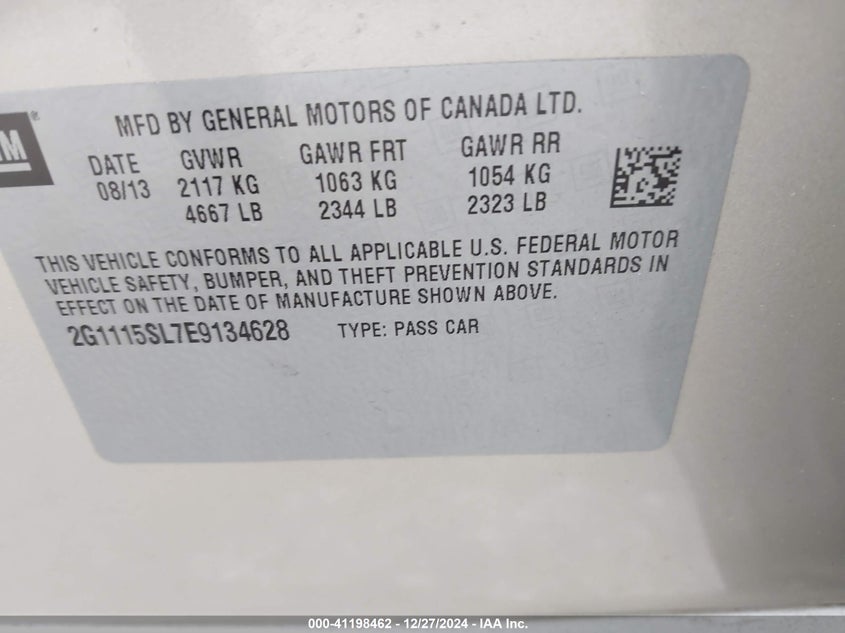 GM®
MFD BY GENERAL MOTORS OF CANADA LTD.
DATE GVWR GAWR FRT GAWR RR
08/13 2117 KG 1063 KG 1054 KG
4667 LB 2344 LB 2323 LB
THIS VEHICLE CONFORMS TO ALL APPLICABLE U.S. FEDERAL MOTOR
VEHICLE SAFETY, BUMPER, AND THEFT PREVENTION STANDARDS IN
EFFECT ON THE DATE OF MANUFACTURE SHOWN ABOVE.
2G1115SL7E9134628 TYPE: PASS CAR
000-41198462 - 12/27/2024 - IAA Inc.